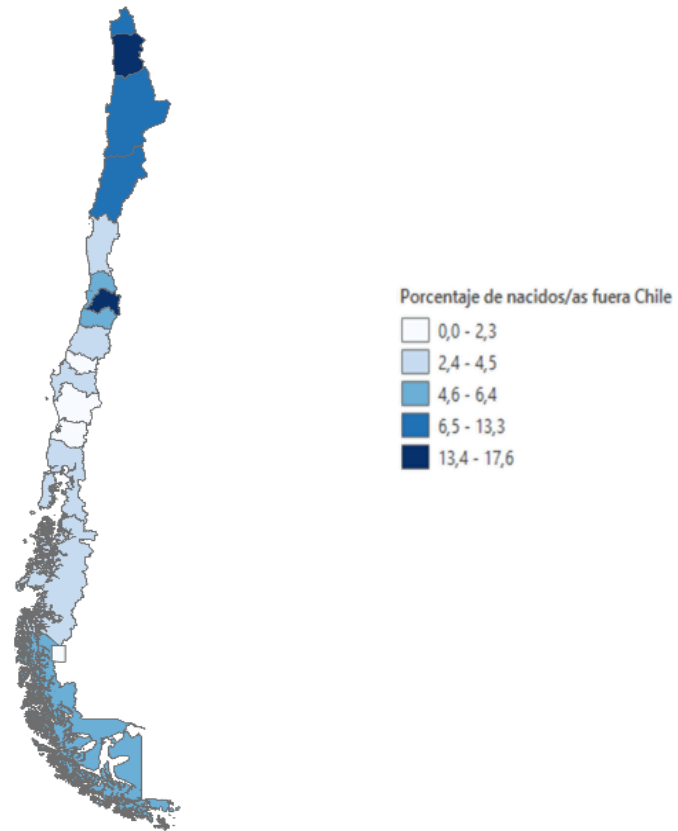 Porcentaje de nacidos/as fuera Chile
0,0 - 2,3
2,4 - 4,5
4,6 - 6,4
6,5 - 13,3
13,4 - 17,6